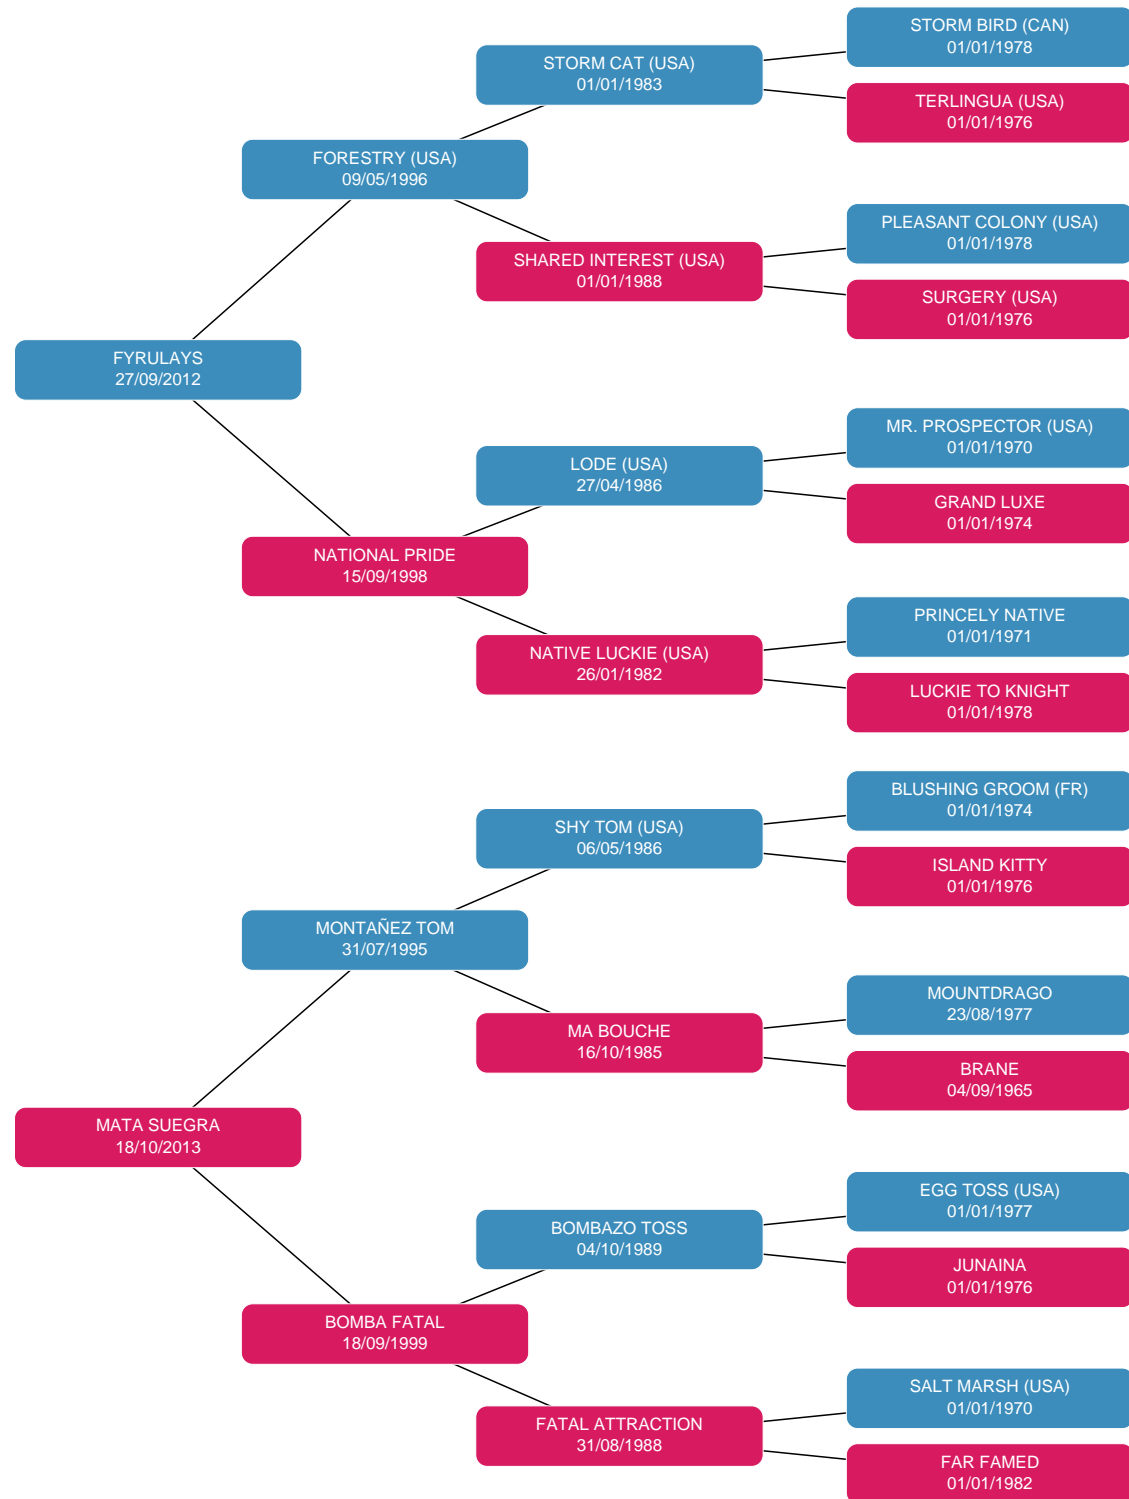 STORM BIRD (CAN)
01/01/1978
STORM CAT (USA)
01/01/1983
TERLINGUA (USA)
01/01/1976
FORESTRY (USA)
09/05/1996
PLEASANT COLONY (USA)
01/01/1978
SHARED INTEREST (USA)
01/01/1988
SURGERY (USA)
01/01/1976
FYRULAYS
27/09/2012
MR. PROSPECTOR (USA)
01/01/1970
LODE (USA)
27/04/1986
GRAND LUXE
01/01/1974
NATIONAL PRIDE
15/09/1998
PRINCELY NATIVE
01/01/1971
NATIVE LUCKIE (USA)
26/01/1982
LUCKIE TO KNIGHT
01/01/1978
BLUSHING GROOM (FR)
01/01/1974
SHY TOM (USA)
06/05/1986
ISLAND KITTY
01/01/1976
MONTAÑEZ TOM
31/07/1995
MOUNTDRAGO
23/08/1977
MA BOUCHE
16/10/1985
BRANE
04/09/1965
MATA SUEGRA
18/10/2013
EGG TOSS (USA)
01/01/1977
BOMBAZO TOSS
04/10/1989
JUNAINA
01/01/1976
BOMBA FATAL
18/09/1999
SALT MARSH (USA)
01/01/1970
FATAL ATTRACTION
31/08/1988
FAR FAMED
01/01/1982